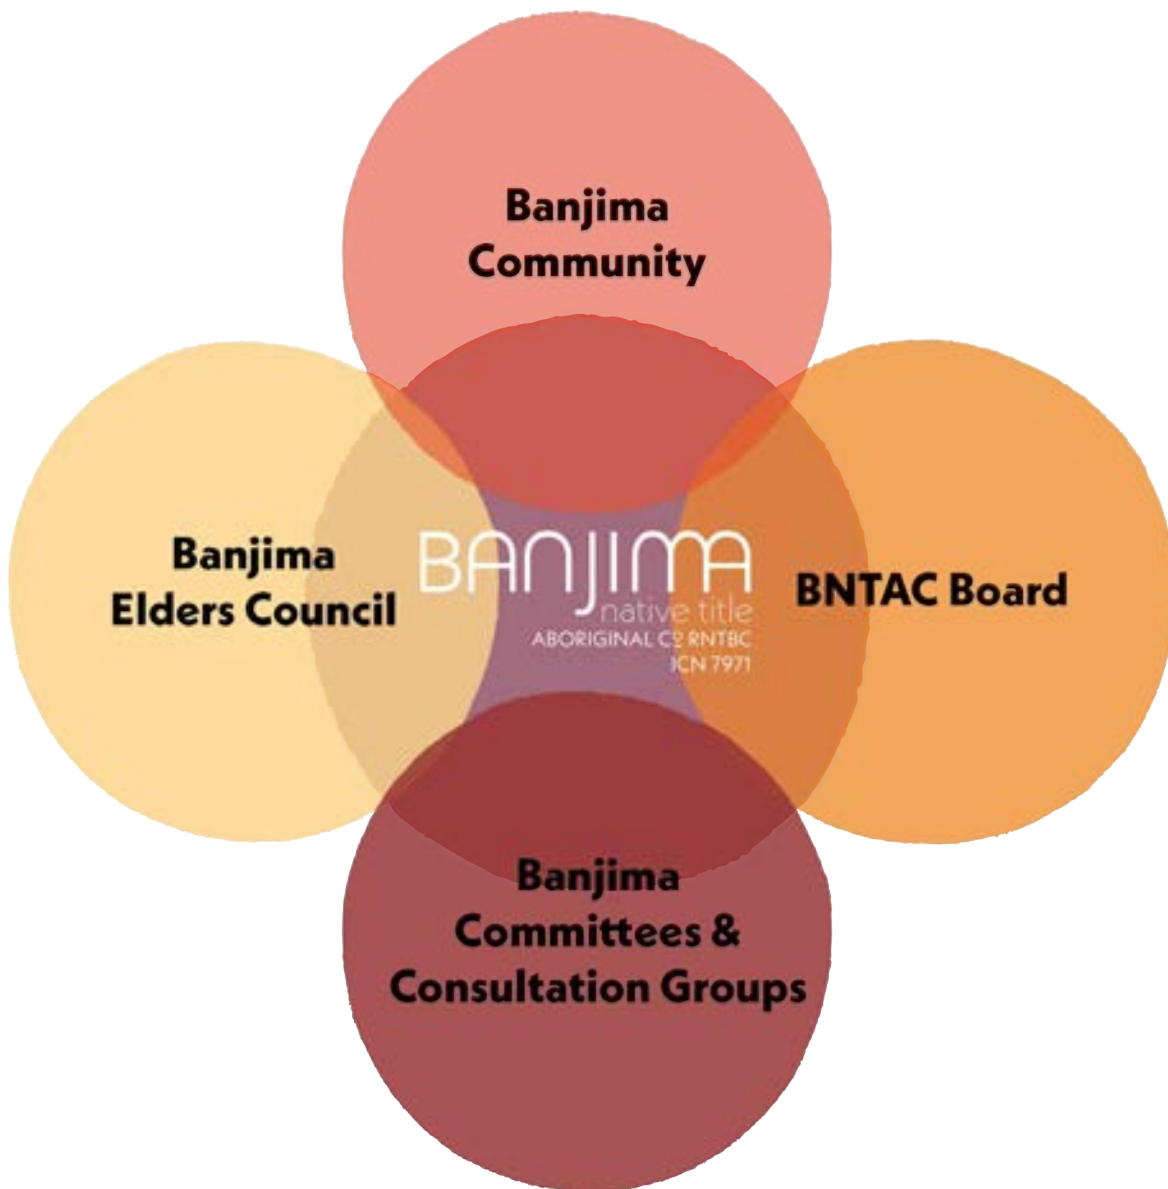 Banjima
Community
Banjima
Elders Council
BANJIMA
native title
ABORIGINAL Cº RNTBC
ICN 7971
BNTAC Board
Banjima
Committees &
Consultation Groups